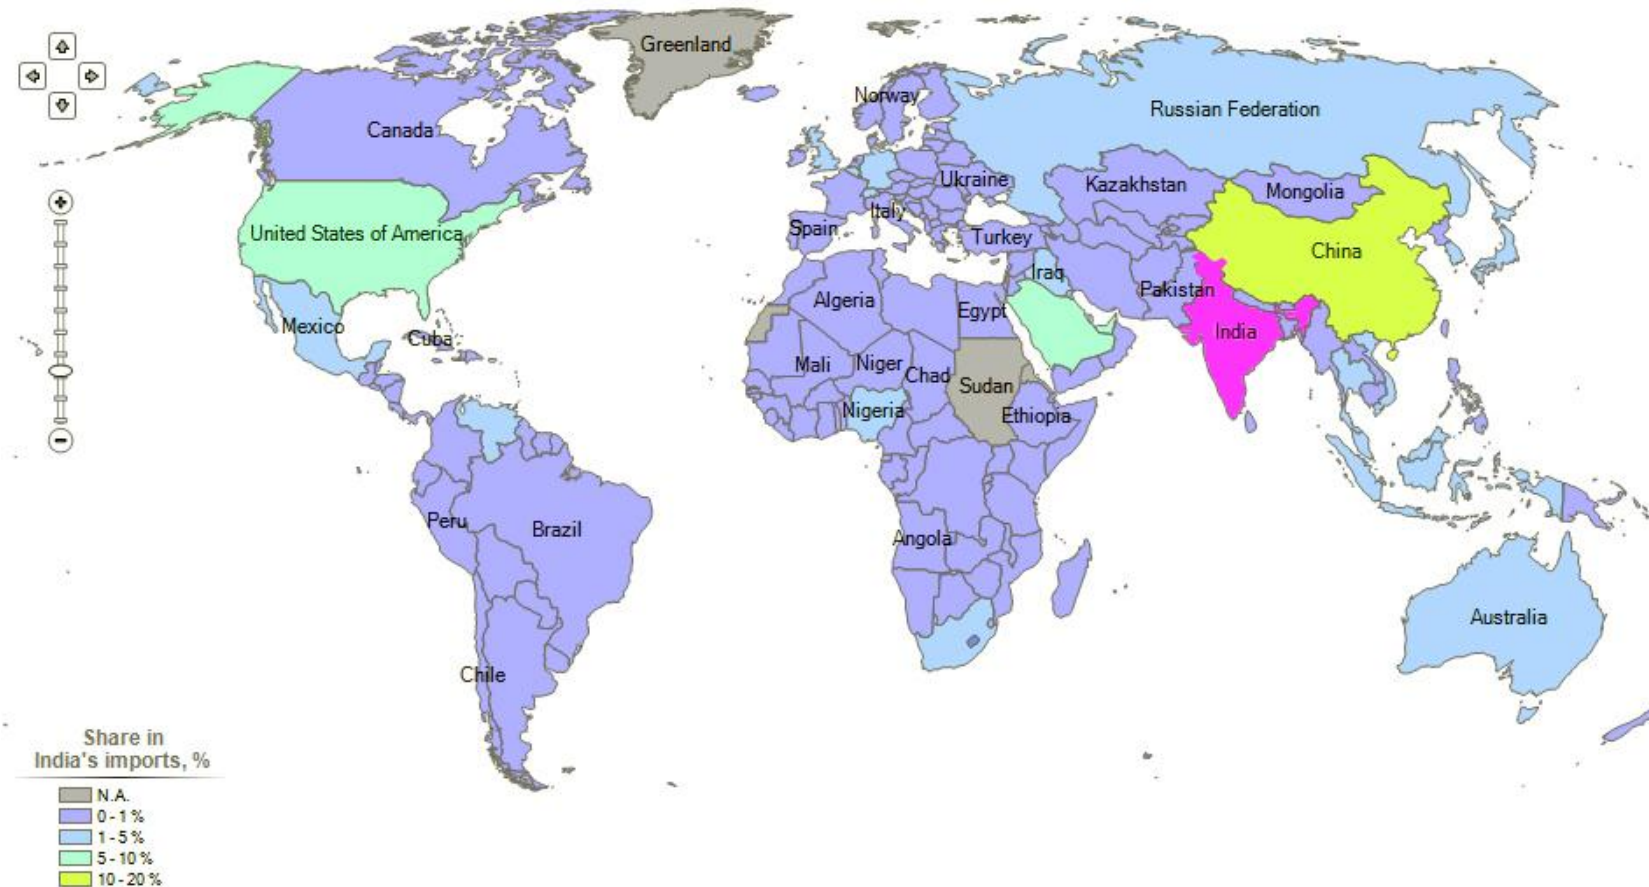 Greenland
Norway
Russian Federation
Canada
Ukraine
Kazakhstan
Mongolia
Italy
Spain
United States of America
Turkey
China
Iraq
Pakistan
Algeria
Egypt
Mexico
India
Cuba
Mali
Niger
Chad
Sudan
Nigeria
Ethiopia
Peru
Brazil
Angola
Australia
Chile
Share in
India's imports, %
N.A.
0 - 1 %
1 - 5 %
5 - 10 %
10 - 20 %